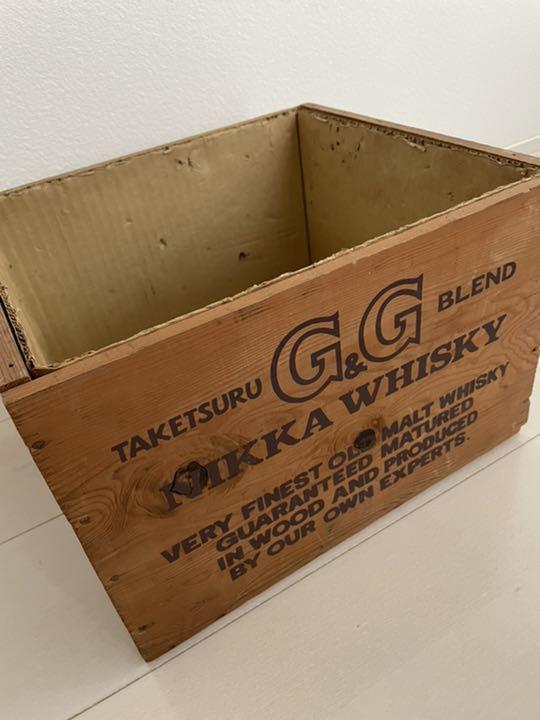 TAKETSURU G&G BLEND
NIKKA WHISKY
VERY FINEST OLD MALT WHISKY
GUARANTEED MATURED
IN WOOD AND PRODUCED
BY OUR OWN EXPERTS.